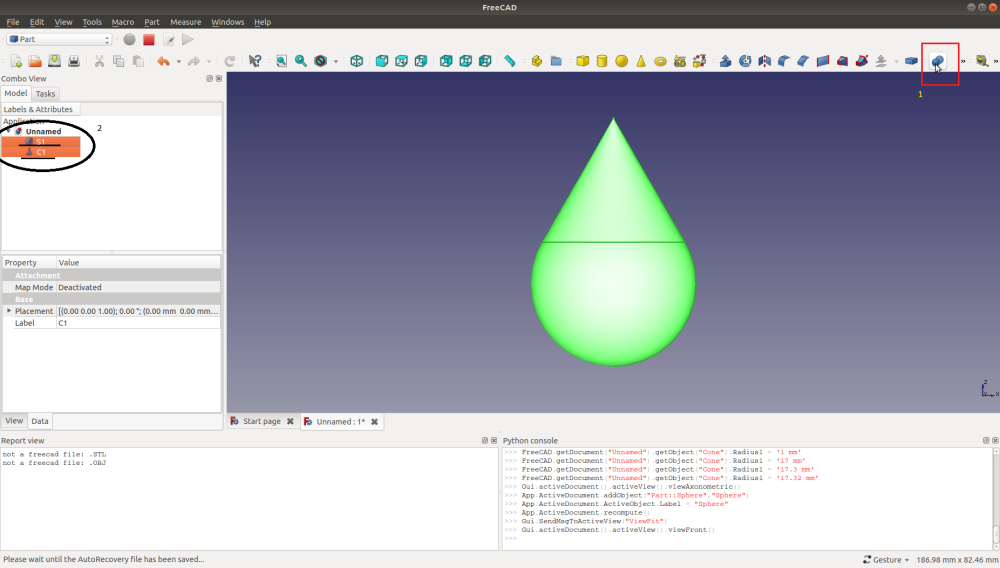 FreeCAD
File Edit View Tools Macro Part Measure Windows Help
Part
»
»
Combo View
1
Model Tasks
Labels & Attributes
Application
2
Unnamed
S1
C1
Property Value
Attachment
Map Mode Deactivated
Base
Placement [(0.00 0.00 1.00); 0.00 °; (0.00 mm 0.00 mm...
Label C1
Z
Y X
View Data
Start page Unnamed : 1*
Report view
Python console
not a freecad file: .STL
not a freecad file: .OBJ
>>> FreeCAD.getDocument("Unnamed").getObject("Cone").Radius1 = '1 mm'
>>> FreeCAD.getDocument("Unnamed").getObject("Cone").Radius1 = '17 mm'
>>> FreeCAD.getDocument("Unnamed").getObject("Cone").Radius1 = '17.3 mm'
>>> FreeCAD.getDocument("Unnamed").getObject("Cone").Radius1 = '17.32 mm'
>>> Gui.activeDocument().activeView().viewAxonometric()
>>> App.ActiveDocument.addObject("Part::Sphere","Sphere")
>>> App.ActiveDocument.ActiveObject.Label = "Sphere"
>>> App.ActiveDocument.recompute()
>>> Gui.SendMsgToActiveView("ViewFit")
>>> Gui.activeDocument().activeView().viewFront()
>>>
Please wait until the AutoRecovery file has been saved...
Gesture 186.98 mm x 82.46 mm